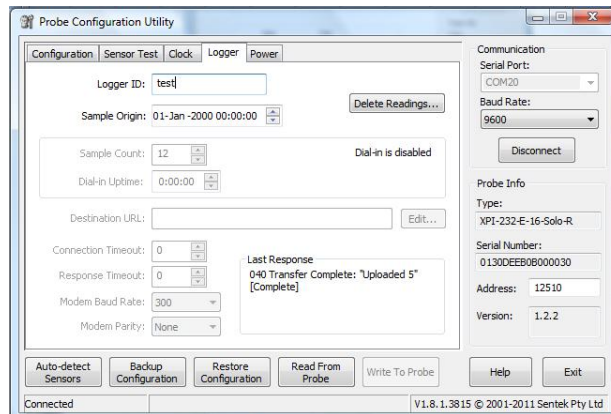 Probe Configuration Utility
Configuration Sensor Test Clock Logger Power
Logger ID: test
Sample Origin: 01-Jan -2000 00:00:00
Delete Readings...
Sample Count: 12
Dial-in is disabled
Dial-in Uptime: 0:00:00
Destination URL:
Edit...
Connection Timeout: 0
Response Timeout: 0
Modem Baud Rate: 300
Modem Parity: None
Last Response
040 Transfer Complete: "Uploaded 5"
[Complete]
Communication
Serial Port:
COM20
Baud Rate:
9600
Disconnect
Probe Info
Type:
XPI-232-E-16-Solo-R
Serial Number:
0130DEEB0B000030
Address: 12510
Version: 1.2.2
Auto-detect
Sensors
Backup
Configuration
Restore
Configuration
Read From
Probe
Write To Probe
Help
Exit
Connected
V1.8.1.3815 © 2001-2011 Sentek Pty Ltd